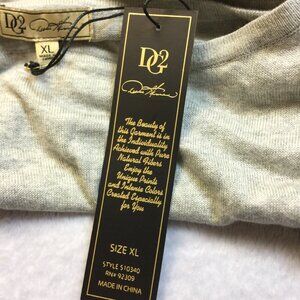 DG2
XL
DG2
The Beauty of
this Garment is in
the Individuality
Achieved with Pure
Natural Fibers
Enjoy the
Unique Prints
and Intense Colors
Created Especially
for You
SIZE XL
STYLE 510340
RN# 92309
MADE IN CHINA